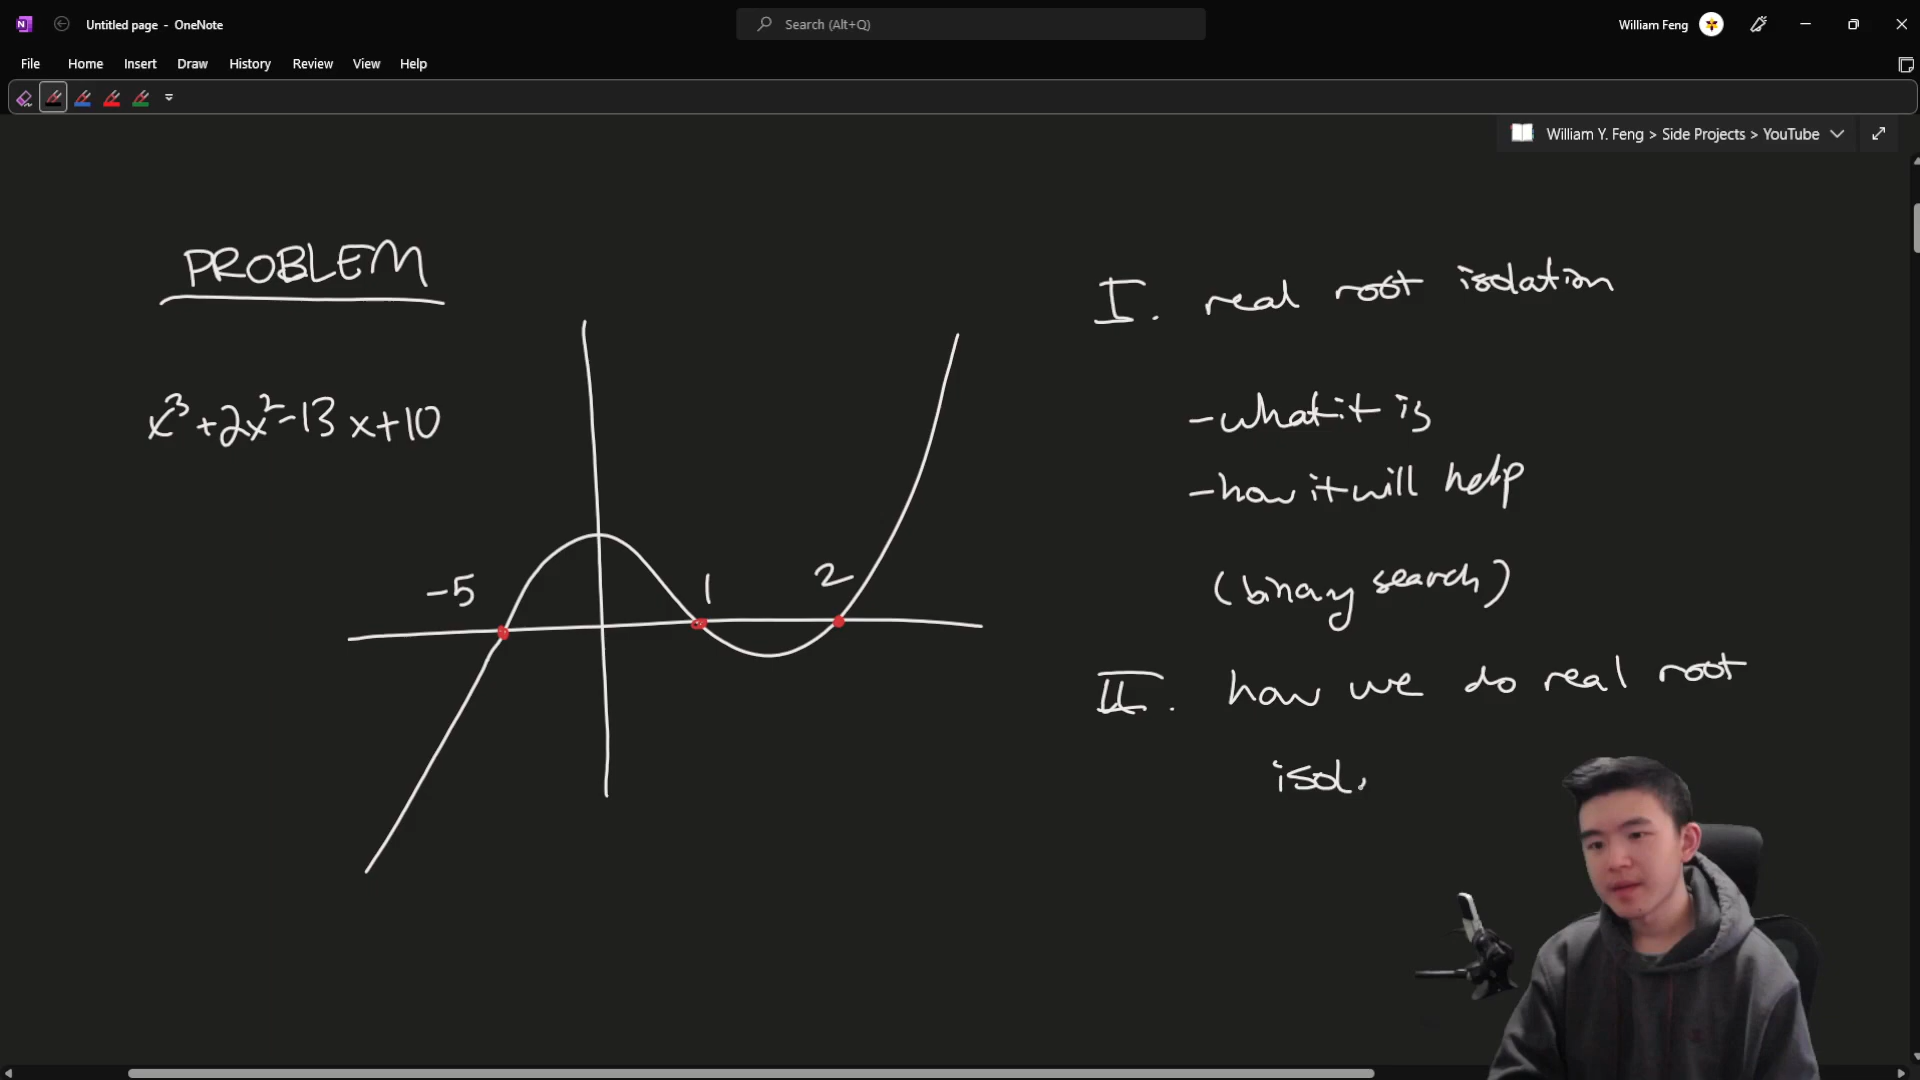 Untitled page - OneNote
Search (Alt+Q)
William Feng
File Home Insert Draw History Review View Help
William Y. Feng > Side Projects > YouTube
PROBLEM
x³+2x²-13x+10
-5
1
2
I. real root isolation
-what it is
-how it will help
(binary search)
II. how we do real root
isol.